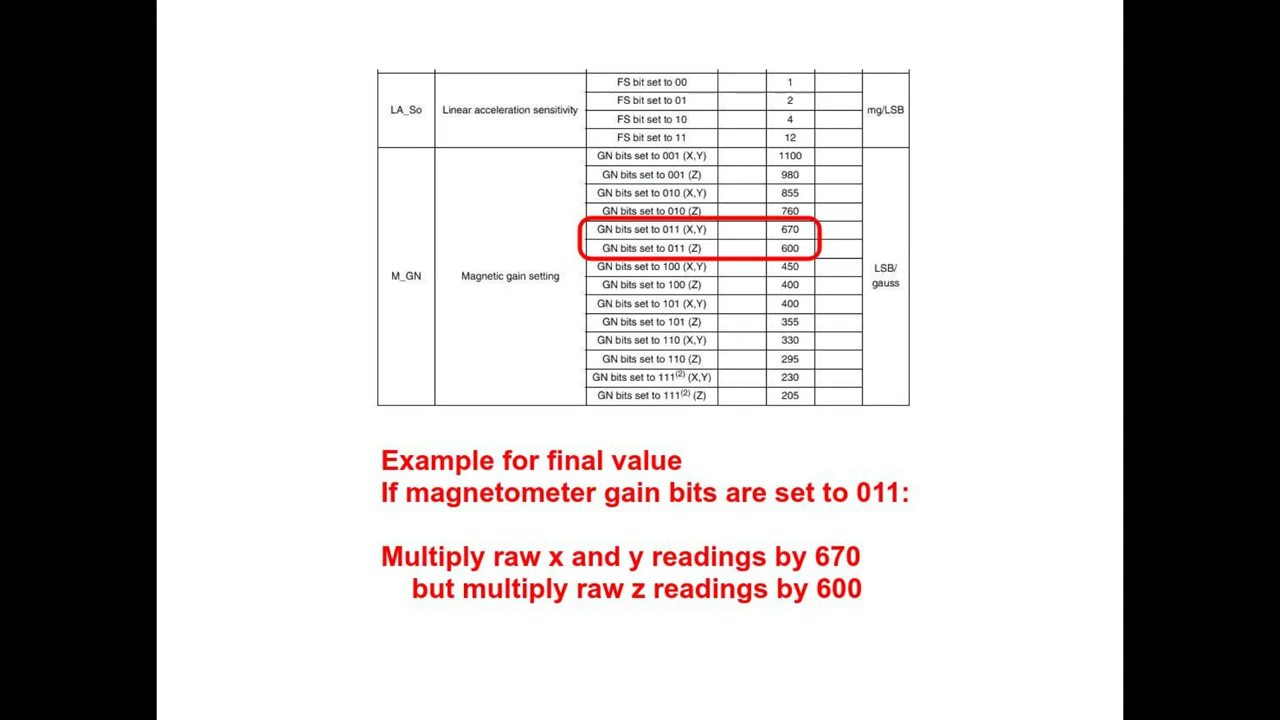 LA_So Linear acceleration sensitivity FS bit set to 00 1 mg/LSB
FS bit set to 01 2
FS bit set to 10 4
FS bit set to 11 12
M_GN Magnetic gain setting GN bits set to 001 (X,Y) 1100 LSB/gauss
GN bits set to 001 (Z) 980
GN bits set to 010 (X,Y) 855
GN bits set to 010 (Z) 760
GN bits set to 011 (X,Y) 670
GN bits set to 011 (Z) 600
GN bits set to 100 (X,Y) 450
GN bits set to 100 (Z) 400
GN bits set to 101 (X,Y) 400
GN bits set to 101 (Z) 355
GN bits set to 110 (X,Y) 330
GN bits set to 110 (Z) 295
GN bits set to 111(2) (X,Y) 230
GN bits set to 111(2) (Z) 205
Example for final value
If magnetometer gain bits are set to 011:
Multiply raw x and y readings by 670
but multiply raw z readings by 600